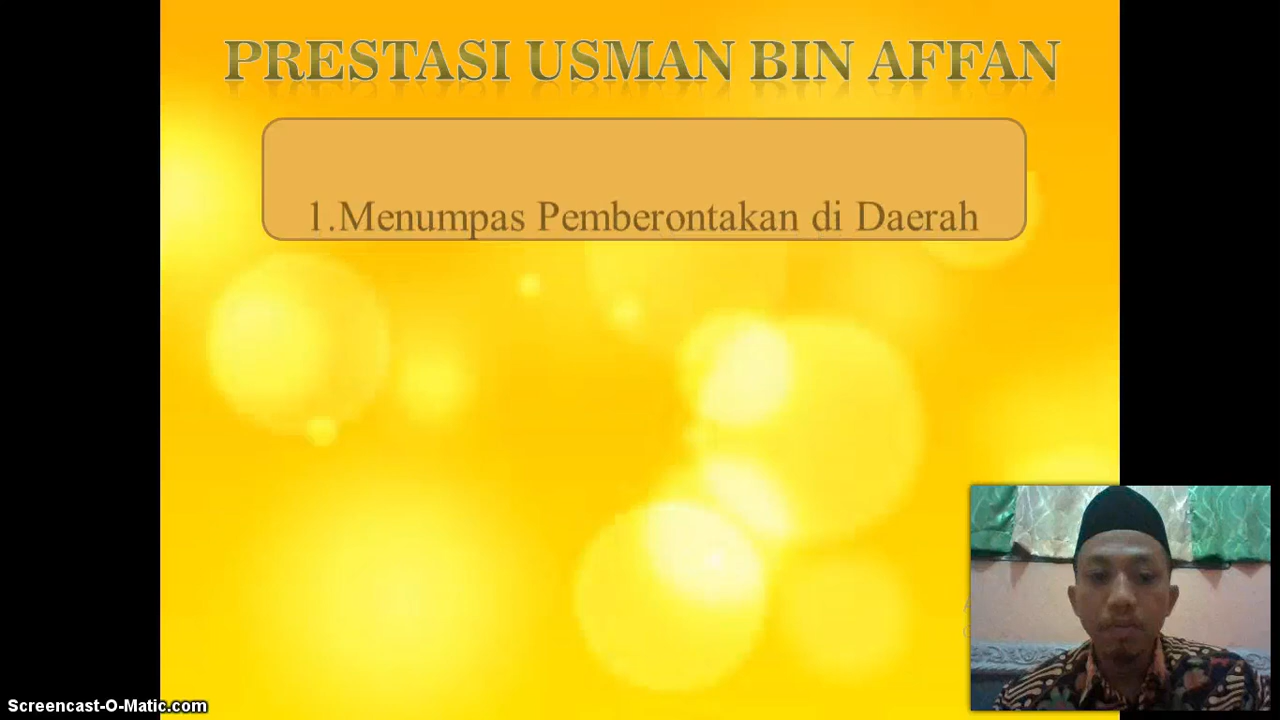 PRESTASI USMAN BIN AFFAN
1.Menumpas Pemberontakan di Daerah
Screencast-O-Matic.com